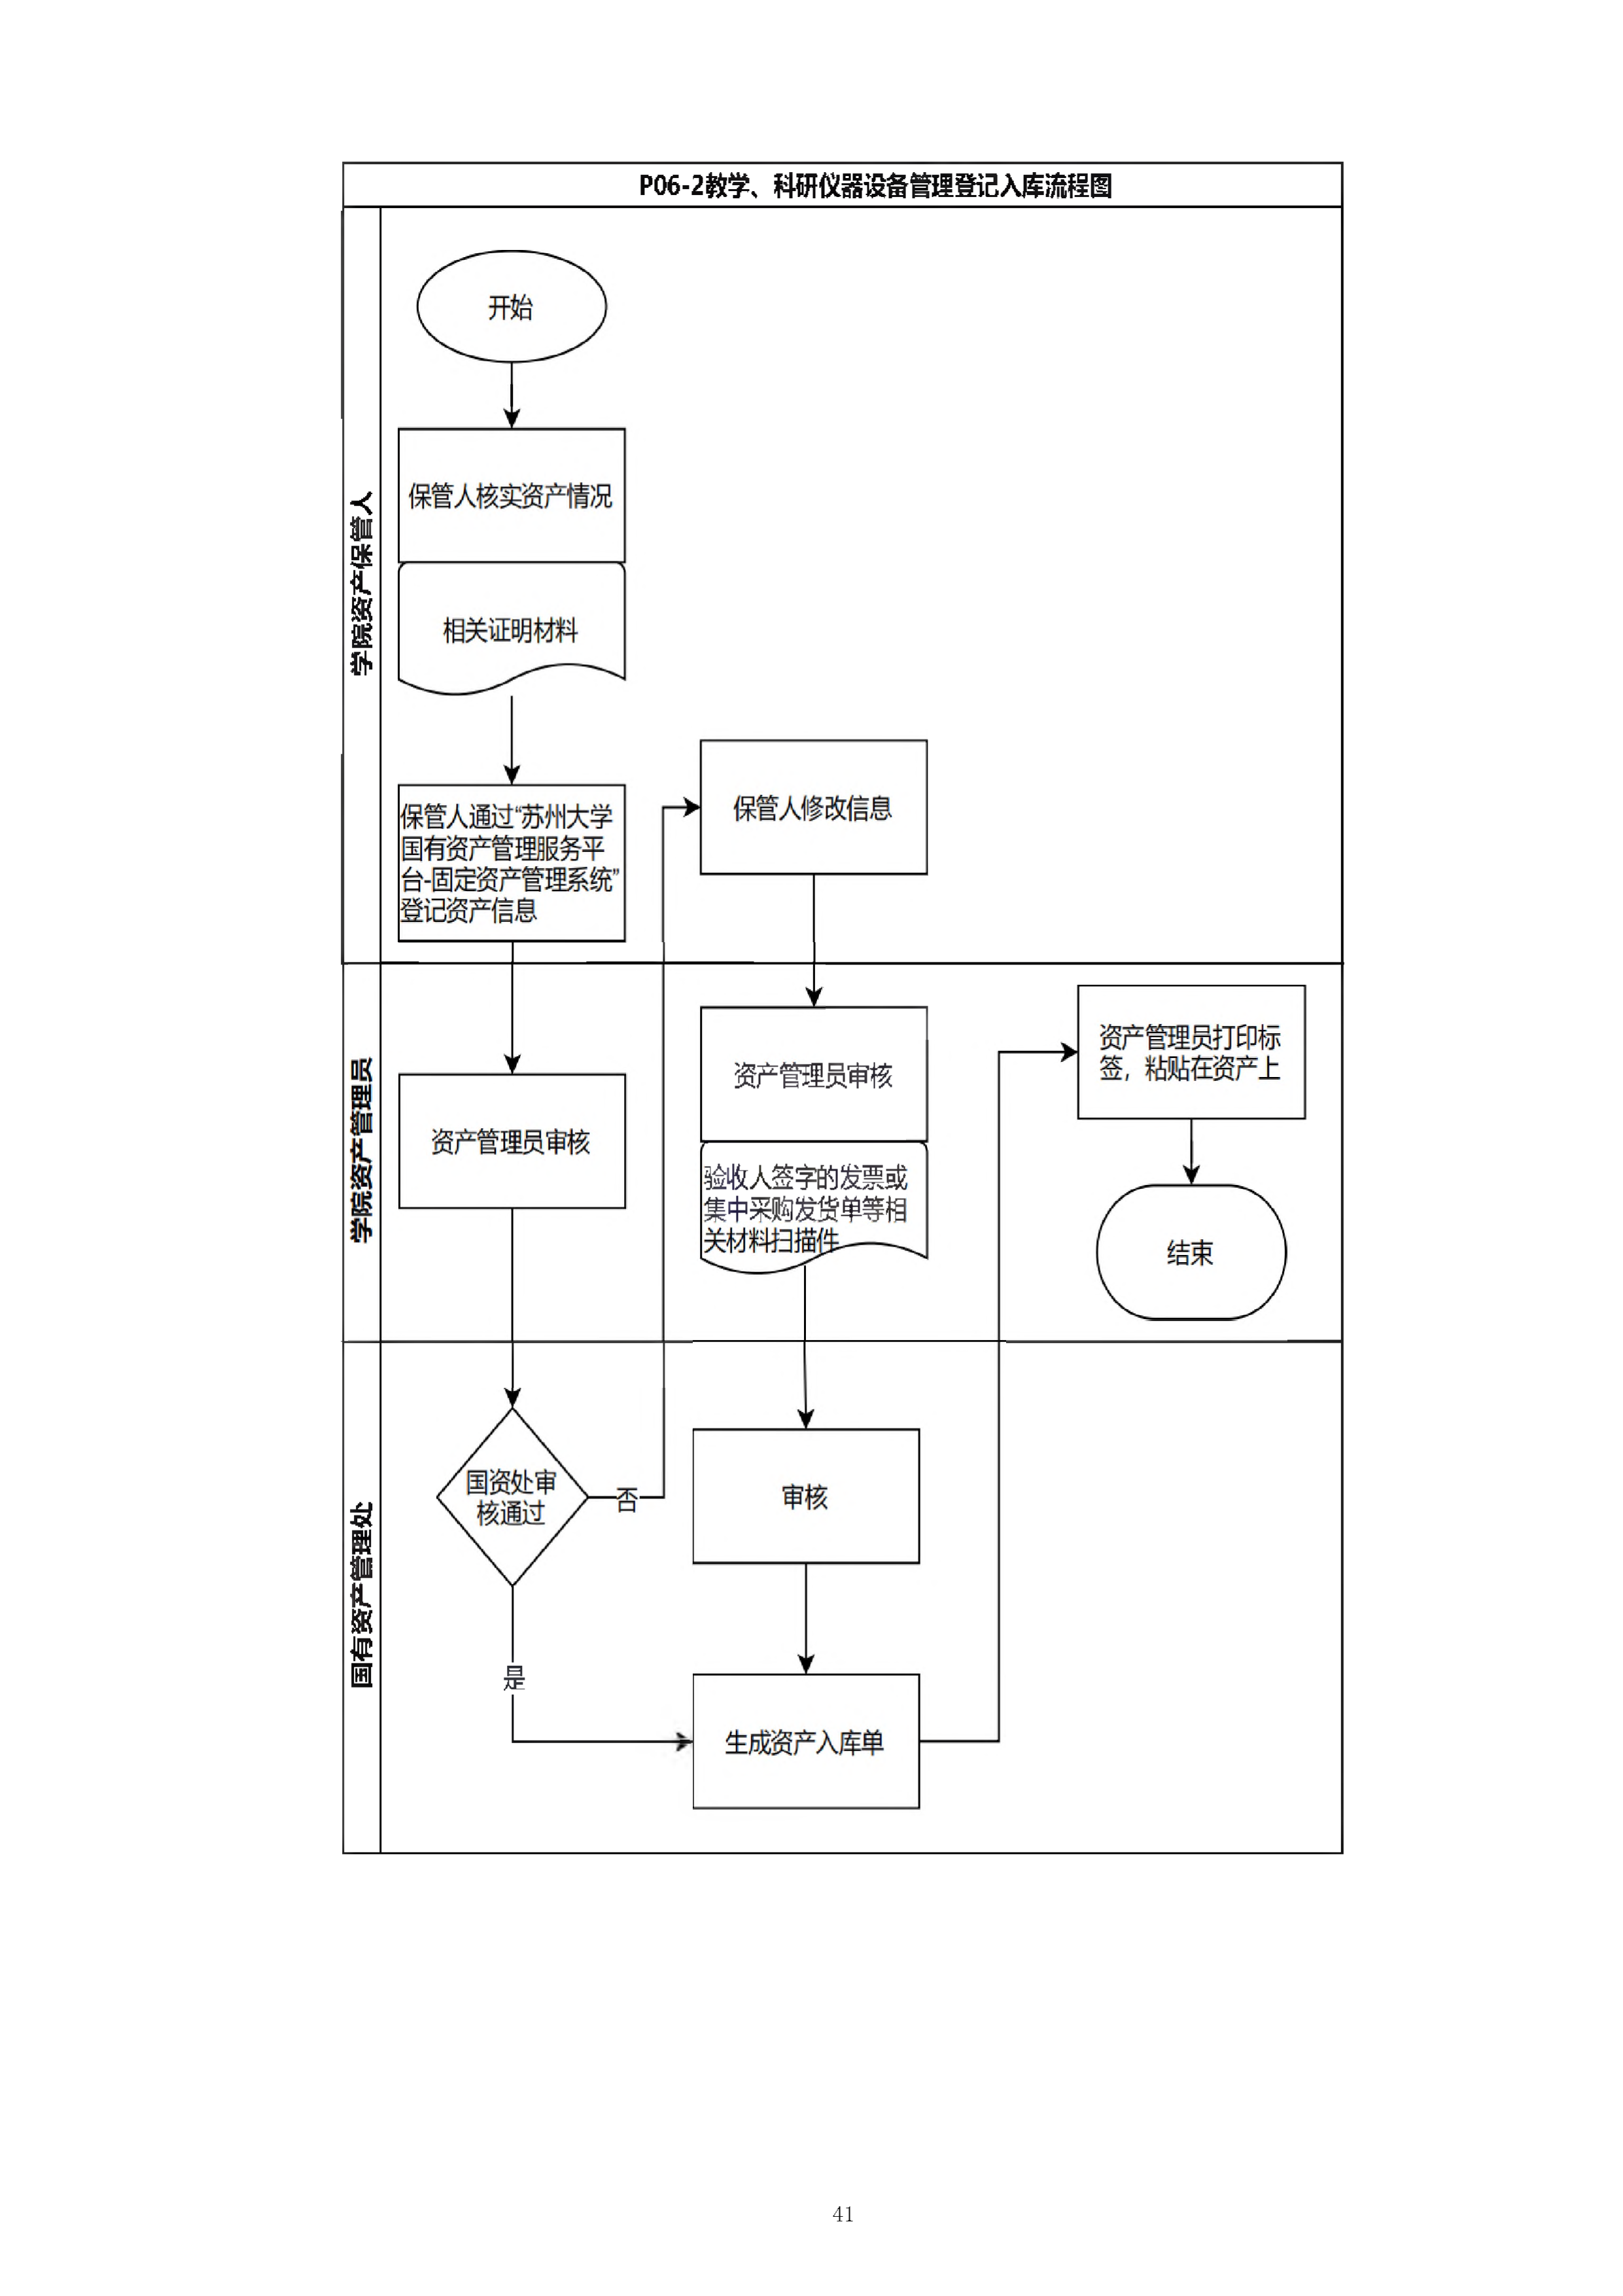 P06-2教学、科研仪器设备管理登记入库流程图
学院资产保管人
开始
保管人核实资产情况
相关证明材料
保管人通过“苏州大学
国有资产管理服务平
台-固定资产管理系统”
登记资产信息
保管人修改信息
学院资产管理员
资产管理员审核
资产管理员审核
验收人签字的发票或
集中采购发货单等相
关材料扫描件
资产管理员打印标
签，粘贴在资产上
结束
国有资产管理处
国资处审
核通过
否
是
审核
生成资产入库单
41